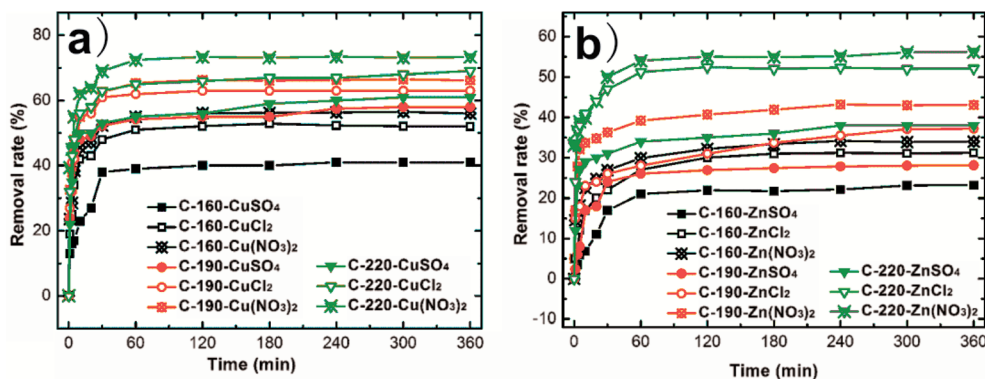 a)
Removal rate (%)
80
60
40
20
0
C-160-CuSO₄
C-160-CuCl₂
C-160-Cu(NO₃)₂
C-190-CuSO₄
C-190-CuCl₂
C-190-Cu(NO₃)₂
C-220-CuSO₄
C-220-CuCl₂
C-220-Cu(NO₃)₂
0 60 120 180 240 300 360
Time (min)
b)
Removal rate (%)
60
50
40
30
20
10
0
-10
C-160-ZnSO₄
C-160-ZnCl₂
C-160-Zn(NO₃)₂
C-190-ZnSO₄
C-190-ZnCl₂
C-190-Zn(NO₃)₂
C-220-ZnSO₄
C-220-ZnCl₂
C-220-Zn(NO₃)₂
0 60 120 180 240 300 360
Time (min)